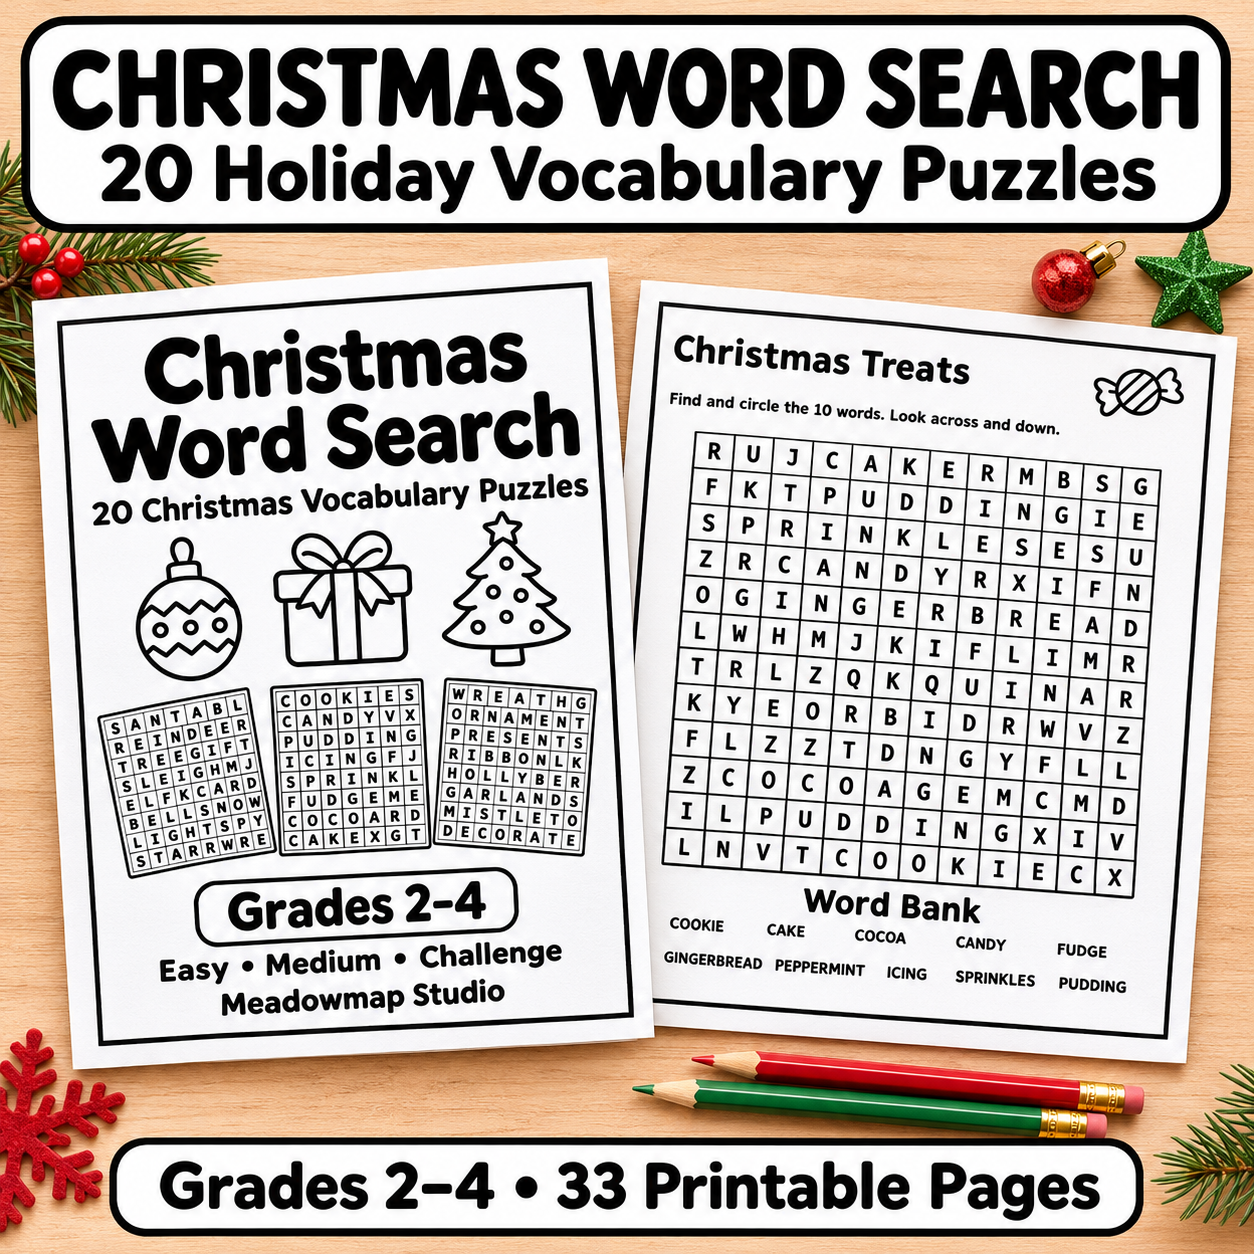 CHRISTMAS WORD SEARCH
20 Holiday Vocabulary Puzzles
Christmas
Word Search
20 Christmas Vocabulary Puzzles
S A N T A B L
R E I N D E E R
T R E E G I F T
S L E I G H M J
E L F K C A R D
B E L L S N O W
L I G H T S P Y
S T A R R W R E
C O O K I E S
C A N D Y V X
P U D D I N G
I C I N G F J
S P R I N K L
F U D G E M E
C O C O A R D
C A K E X G T
W R E A T H G
O R N A M E N T
P R E S E N T S
R I B B O N L K
H O L L Y B E R
G A R L A N D S
M I S T L E T O
D E C O R A T E
Grades 2–4
Easy • Medium • Challenge
Meadowmap Studio
Christmas Treats
Find and circle the 10 words. Look across and down.
R U J C A K E R M B S G
F K T P U D D I N G I E
S P R I N K L E S E S U
Z R C A N D Y R X I F N
O G I N G E R B R E A D
L W H M J K I F L I M R
T R L Z Q K Q U I N A R
K Y E O R B I D R W V Z
F L Z Z T D N G Y F L L
Z C O C O A G E M C M D
I L P U D D I N G X I V
L N V T C O O K I E C X
Word Bank
COOKIE CAKE COCOA CANDY FUDGE
GINGERBREAD PEPPERMINT ICING SPRINKLES PUDDING
Grades 2–4 • 33 Printable Pages